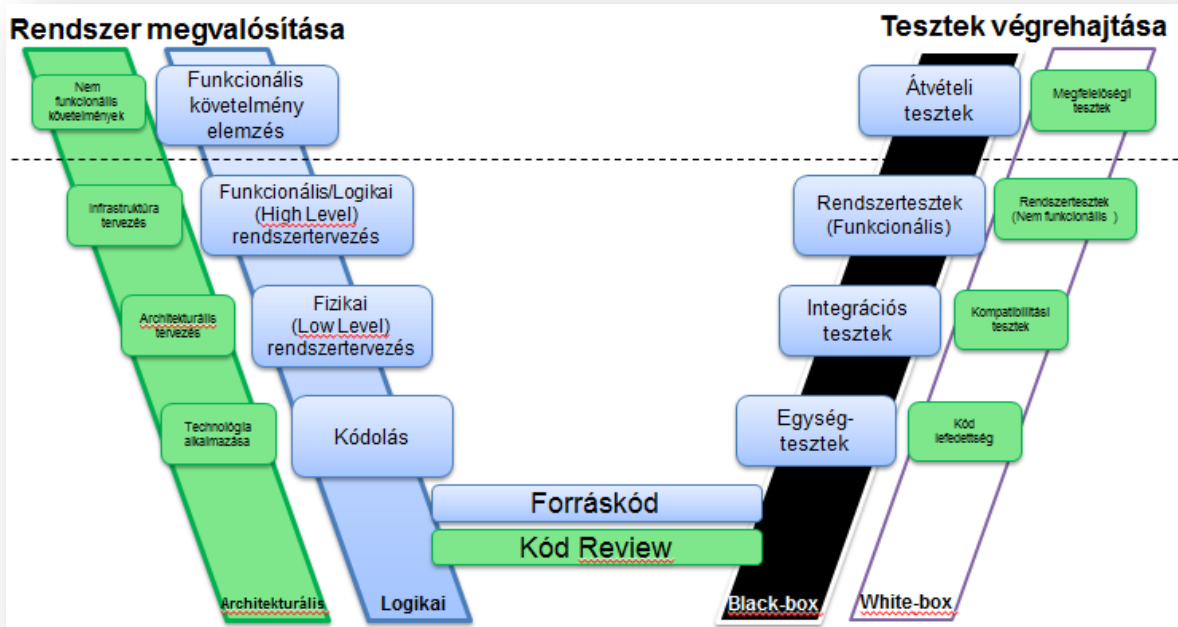 Rendszer megvalósítása
Tesztek végrehajtása
Nem
funkcionális
követelmények
Funkcionális
követelmény
elemzés
Átvételi
tesztek
Megfelelőségi
tesztek
Infrastruktúra
tervezés
Funkcionális/Logikai
(High Level)
rendszertervezés
Rendszertesztek
(Funkcionális)
Rendszertesztek
(Nem funkcionális )
Architekturális
tervezés
Fizikai
(Low Level)
rendszertervezés
Integrációs
tesztek
Kompatibilitási
tesztek
Technológia
alkalmazása
Kódolás
Egység-
tesztek
Kód
lefedettség
Forráskód
Kód Review
Architekturális
Logikai
Black-box
White-box